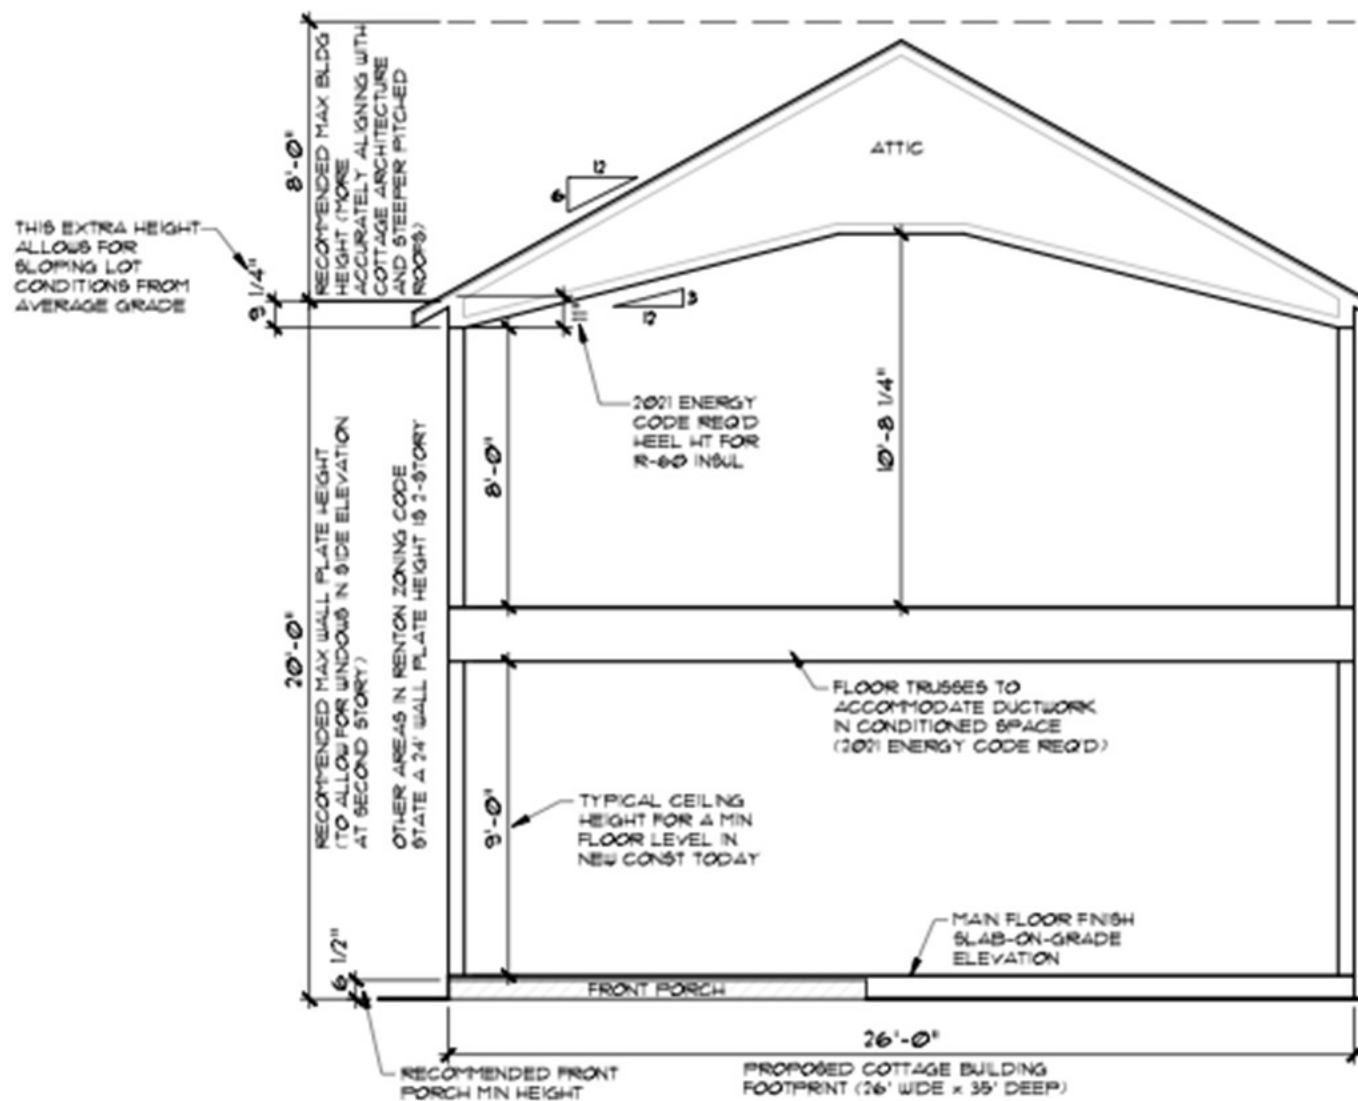 8'-0"
RECOMMENDED MAX BLDG
HEIGHT (MORE
ACCURATELY ALIGNING WITH
COTTAGE ARCHITECTURE
AND STEEPER PITCHED
ROOFS)
ATTIC
12
6
THIS EXTRA HEIGHT
ALLOWS FOR
SLOPING LOT
CONDITIONS FROM
AVERAGE GRADE
9 1/4"
11"
3
12
2021 ENERGY
CODE REQ'D
HEEL HT FOR
R-60 INSUL
8'-0"
10'-8 1/4"
20'-0"
RECOMMENDED MAX WALL PLATE HEIGHT
(TO ALLOW FOR WINDOWS IN SIDE ELEVATION
AT SECOND STORY)
OTHER AREAS IN RENTON ZONING CODE
STATE A 24' WALL PLATE HEIGHT IS 2-STORY
FLOOR TRUSSES TO
ACCOMMODATE DUCTWORK
IN CONDITIONED SPACE
(2021 ENERGY CODE REQ'D)
9'-0"
TYPICAL CEILING
HEIGHT FOR A MIN
FLOOR LEVEL IN
NEW CONST TODAY
MAIN FLOOR FINISH
SLAB-ON-GRADE
ELEVATION
6 1/2"
FRONT PORCH
26'-0"
RECOMMENDED FRONT
PORCH MIN HEIGHT
PROPOSED COTTAGE BUILDING
FOOTPRINT (26' WIDE x 35' DEEP)